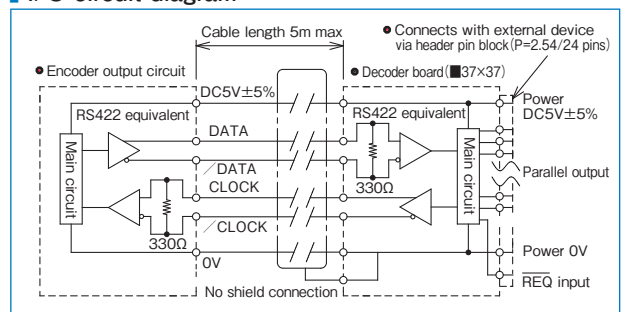 Cable length 5m max
Connects with external device
via header pin block(P=2.54/24 pins)
Encoder output circuit
Decoder board(■37×37)
DC5V±5%
RS422 equivalent
RS422 equivalent
Power
DC5V±5%
DATA
/DATA
CLOCK
/CLOCK
Main circuit
Main circuit
330Ω
330Ω
Parallel output
0V
Power 0V
No shield connection
REQ input